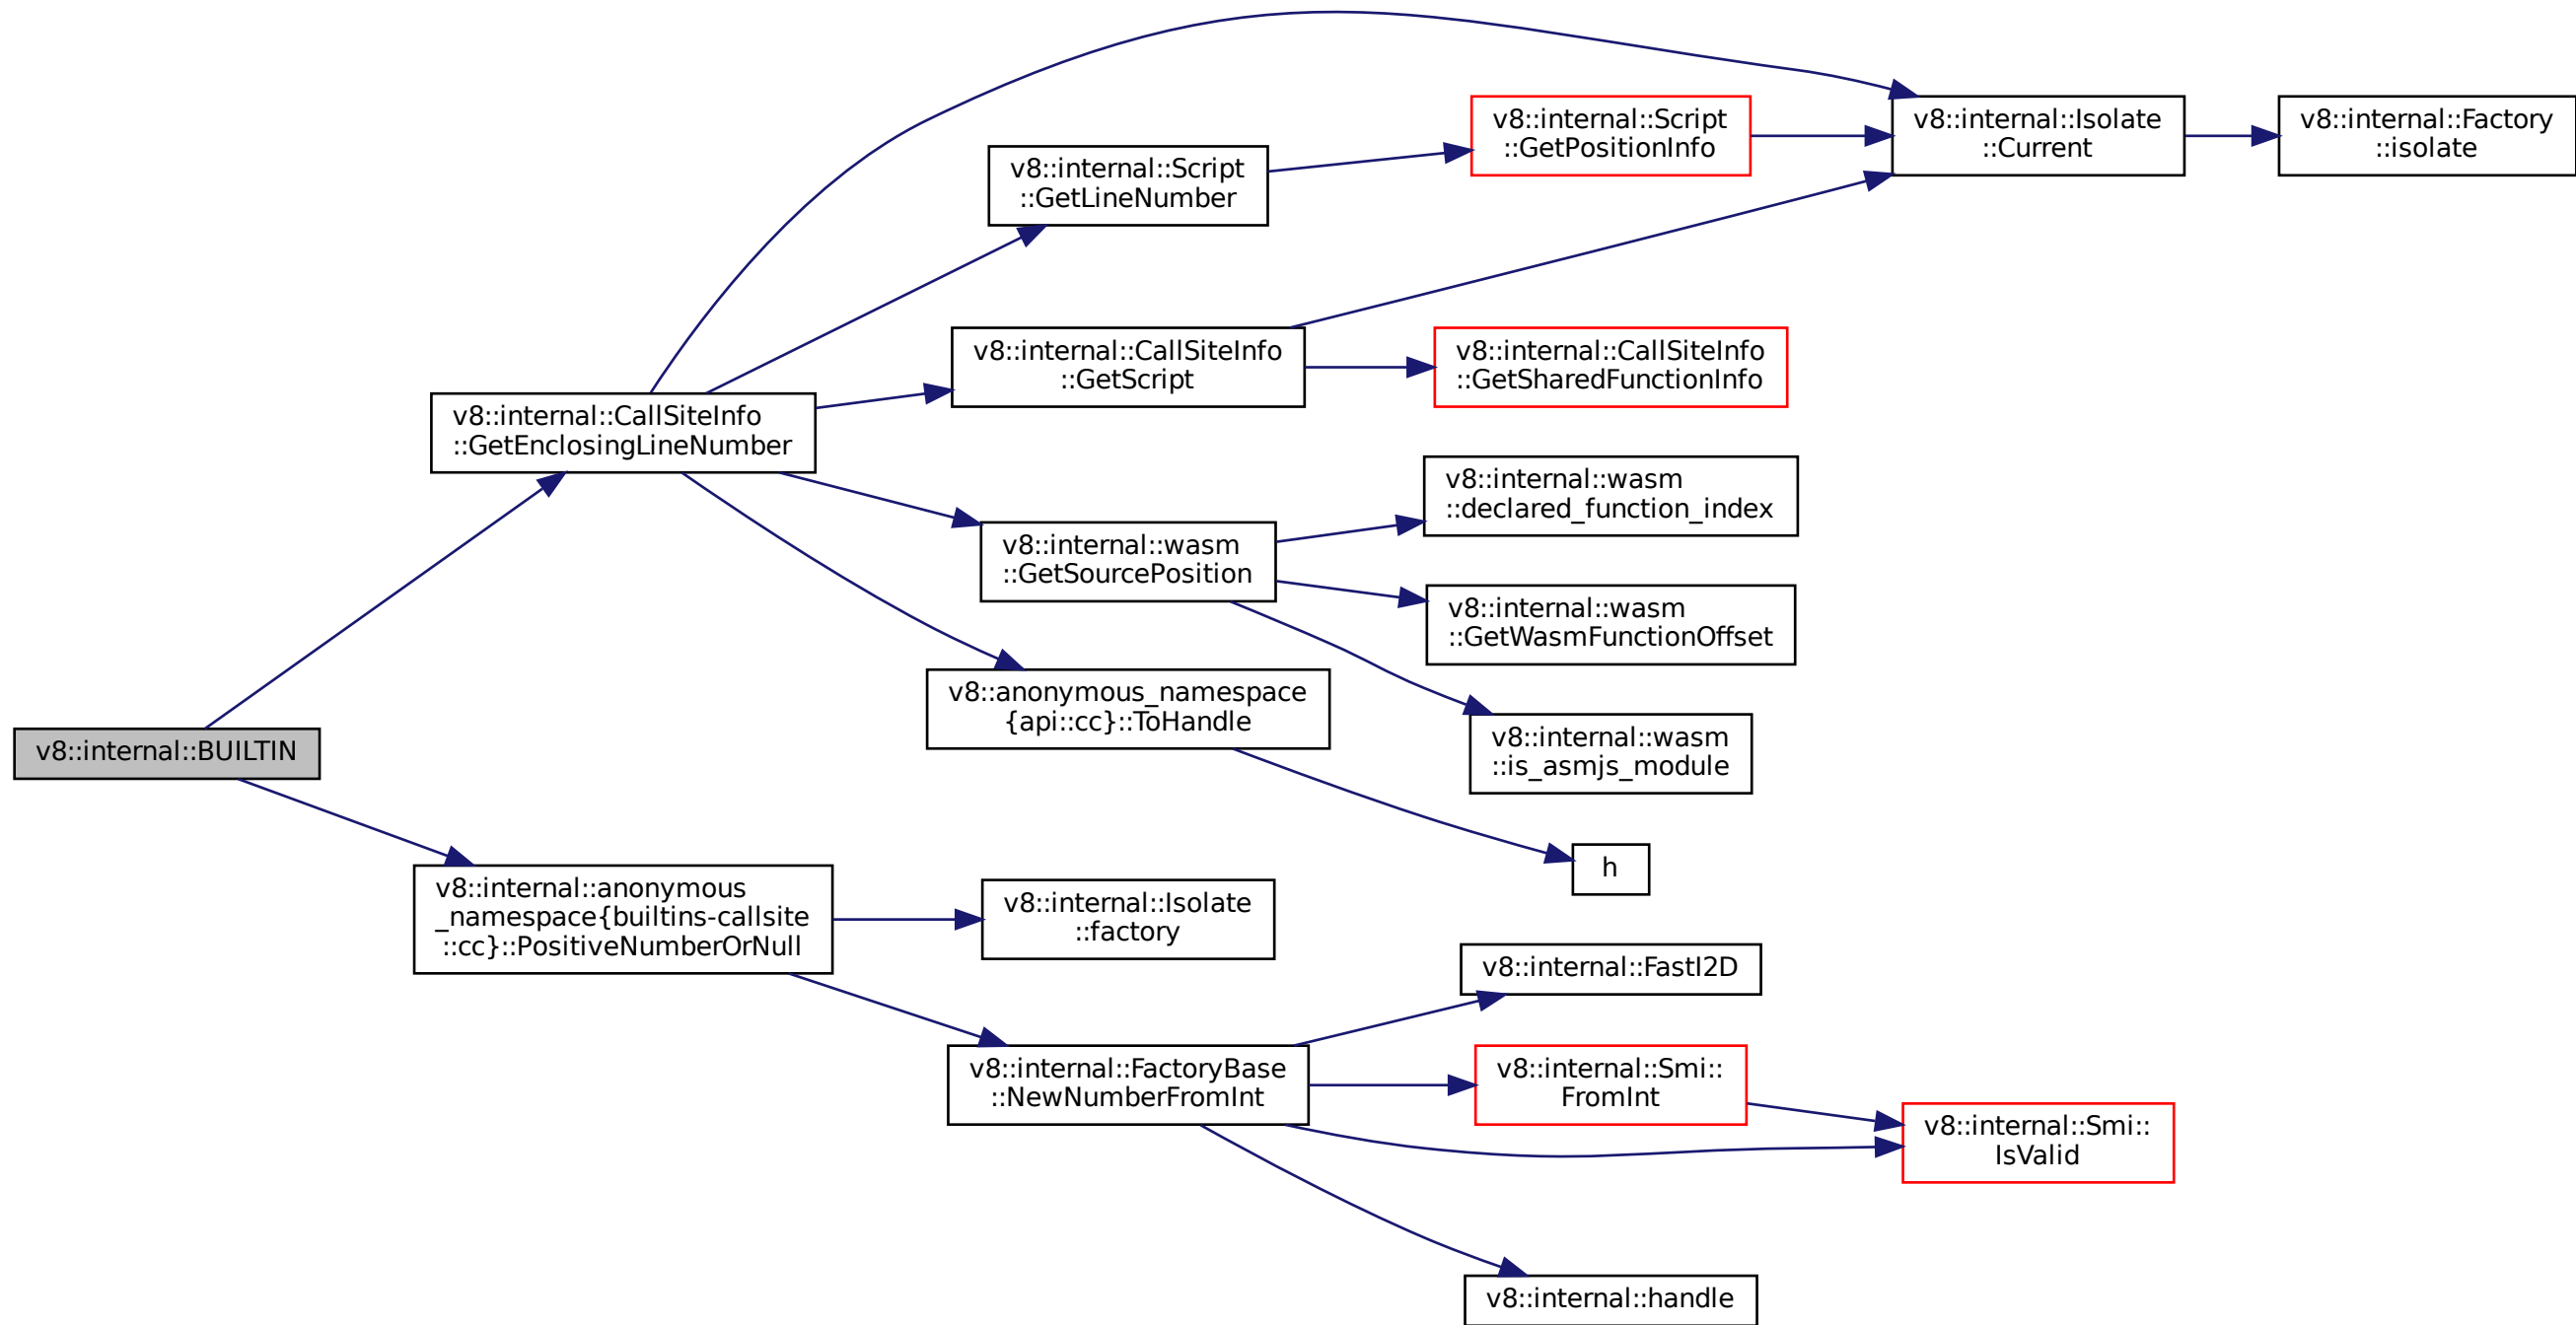 v8::internal::BUILTIN
v8::internal::CallSiteInfo
::GetEnclosingLineNumber
v8::internal::anonymous
_namespace{builtins-callsite
::cc}::PositiveNumberOrNull
v8::internal::Script
::GetLineNumber
v8::internal::CallSiteInfo
::GetScript
v8::internal::wasm
::GetSourcePosition
v8::anonymous_namespace
{api::cc}::ToHandle
v8::internal::Isolate
::factory
v8::internal::FactoryBase
::NewNumberFromInt
v8::internal::Script
::GetPositionInfo
v8::internal::CallSiteInfo
::GetSharedFunctionInfo
v8::internal::wasm
::declared_function_index
v8::internal::wasm
::GetWasmFunctionOffset
v8::internal::wasm
::is_asmjs_module
h
v8::internal::FastI2D
v8::internal::Smi::
FromInt
v8::internal::handle
v8::internal::Isolate
::Current
v8::internal::Smi::
IsValid
v8::internal::Factory
::isolate